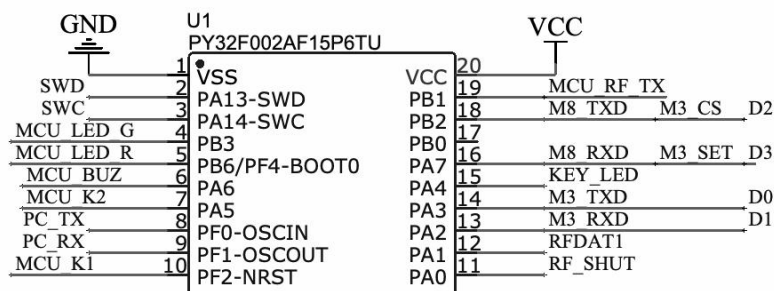 U1
PY32F002AF15P6TU
GND VCC
1 VSS VCC 20
SWD 2 PA13-SWD PB1 19 MCU_RF_TX
SWC 3 PA14-SWC PB2 18 M8_TXD M3_CS D2
MCU_LED_G 4 PB3 PB0 17
MCU_LED_R 5 PB6/PF4-BOOT0 PA7 16 M8_RXD M3_SET D3
MCU_BUZ 6 PA6 PA4 15 KEY_LED
MCU_K2 7 PA5 PA3 14 M3_TXD D0
PC_TX 8 PF0-OSCIN PA2 13 M3_RXD D1
PC_RX 9 PF1-OSCOUT PA1 12 RFDAT1
MCU_K1 10 PF2-NRST PA0 11 RF_SHUT